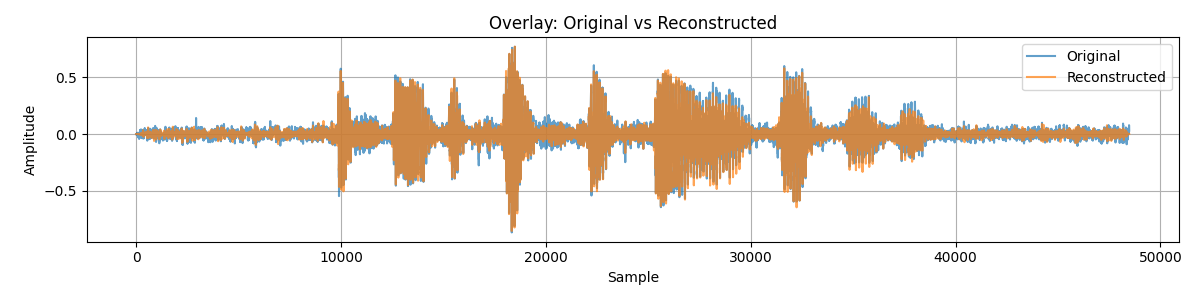 Overlay: Original vs Reconstructed
Original
Reconstructed
Amplitude
0.5
0.0
−0.5
0
10000
20000
30000
40000
50000
Sample